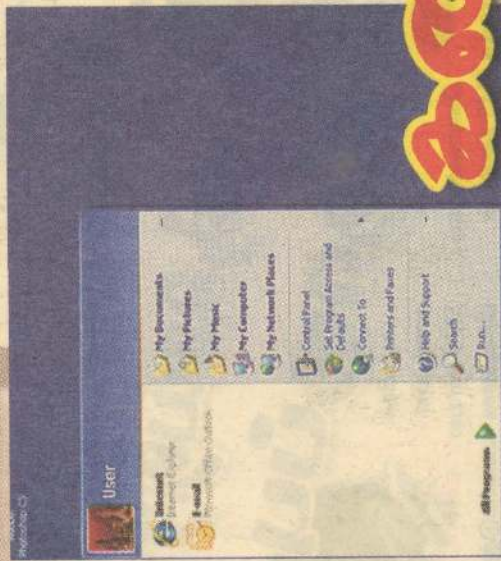 Photoshop CS
User
Internet
Internet Explorer
E-mail
Microsoft Office Outlook
All Programs
My Documents
My Pictures
My Music
My Computer
My Network Places
Control Panel
Set Program Access and
Defaults
Connect To
Printers and Faxes
Help and Support
Search
Run...